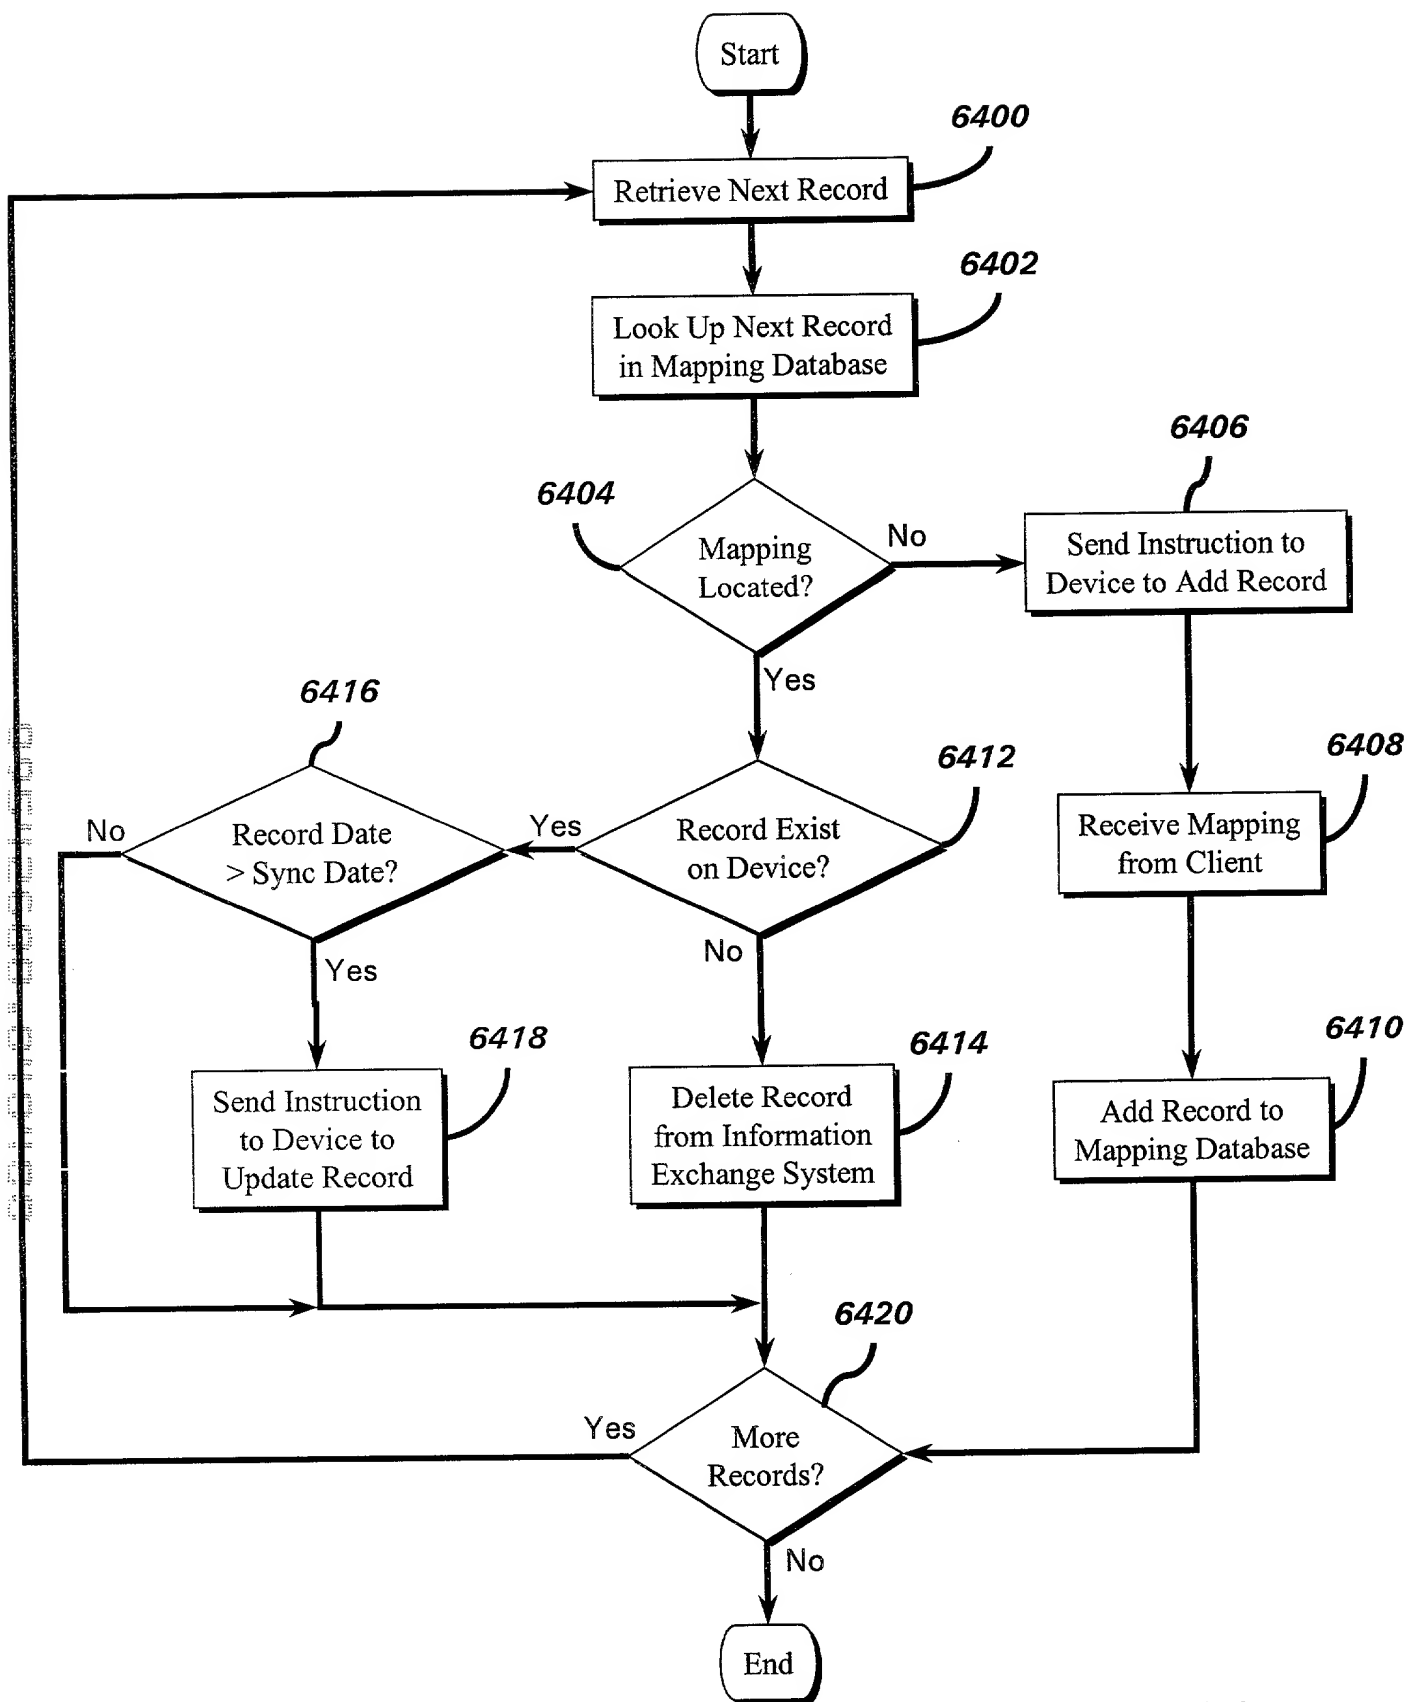 Start
6400
Retrieve Next Record
6402
Look Up Next Record
in Mapping Database
6404
Mapping
Located?
No
Yes
6406
Send Instruction to
Device to Add Record
6408
Receive Mapping
from Client
6410
Add Record to
Mapping Database
6412
Record Exist
on Device?
Yes
No
6416
Record Date
> Sync Date?
No
Yes
6418
Send Instruction
to Device to
Update Record
6414
Delete Record
from Information
Exchange System
6420
More
Records?
Yes
No
End